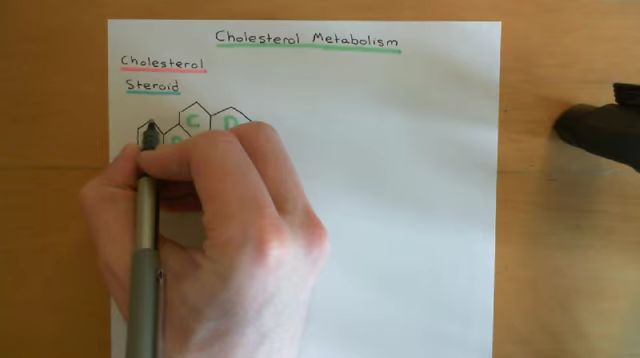 Cholesterol Metabolism
Cholesterol
Steroid
C D